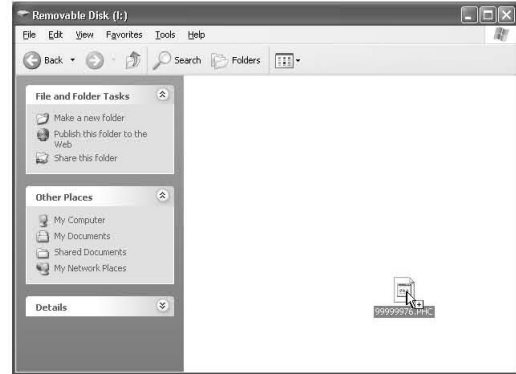 Removable Disk (I:)
File Edit View Favorites Tools Help
Back Search Folders
File and Folder Tasks
Make a new folder
Publish this folder to the
Web
Share this folder
Other Places
My Computer
My Documents
Shared Documents
My Network Places
Details
99999976.PHC